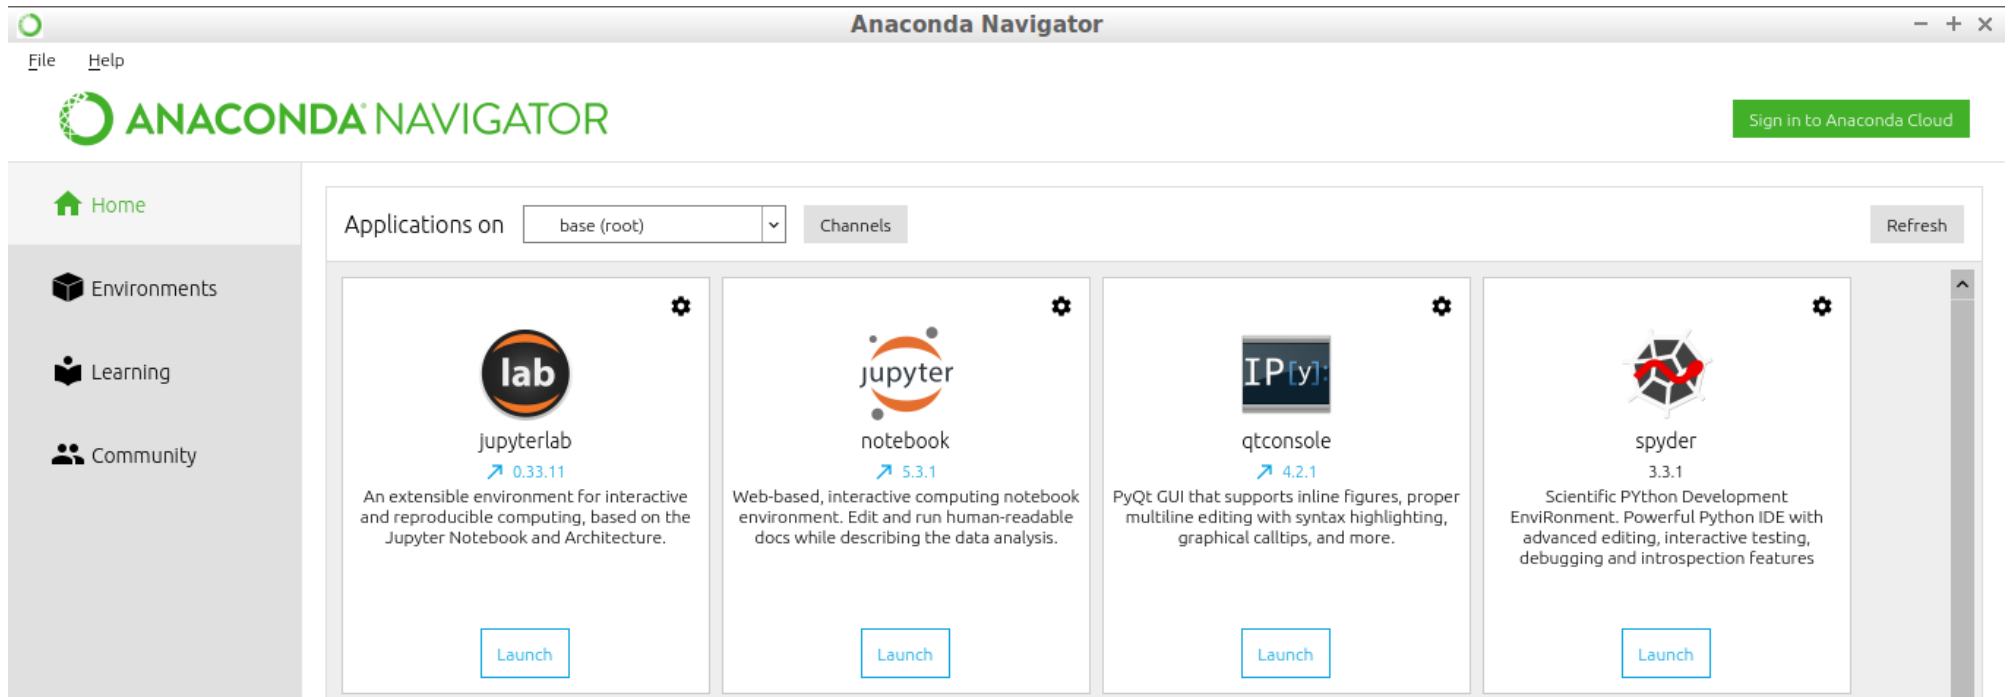 Anaconda Navigator
File Help
ANACONDA NAVIGATOR
Sign in to Anaconda Cloud
Home
Environments
Learning
Community
Applications on base (root) Channels Refresh
lab
jupyterlab
0.33.11
An extensible environment for interactive
and reproducible computing, based on the
Jupyter Notebook and Architecture.
Launch
jupyter
notebook
5.3.1
Web-based, interactive computing notebook
environment. Edit and run human-readable
docs while describing the data analysis.
Launch
IP[y]:
qtconsole
4.2.1
PyQt GUI that supports inline figures, proper
multiline editing with syntax highlighting,
graphical calltips, and more.
Launch
spyder
3.3.1
Scientific PYthon Development
EnviRonment. Powerful Python IDE with
advanced editing, interactive testing,
debugging and introspection features
Launch